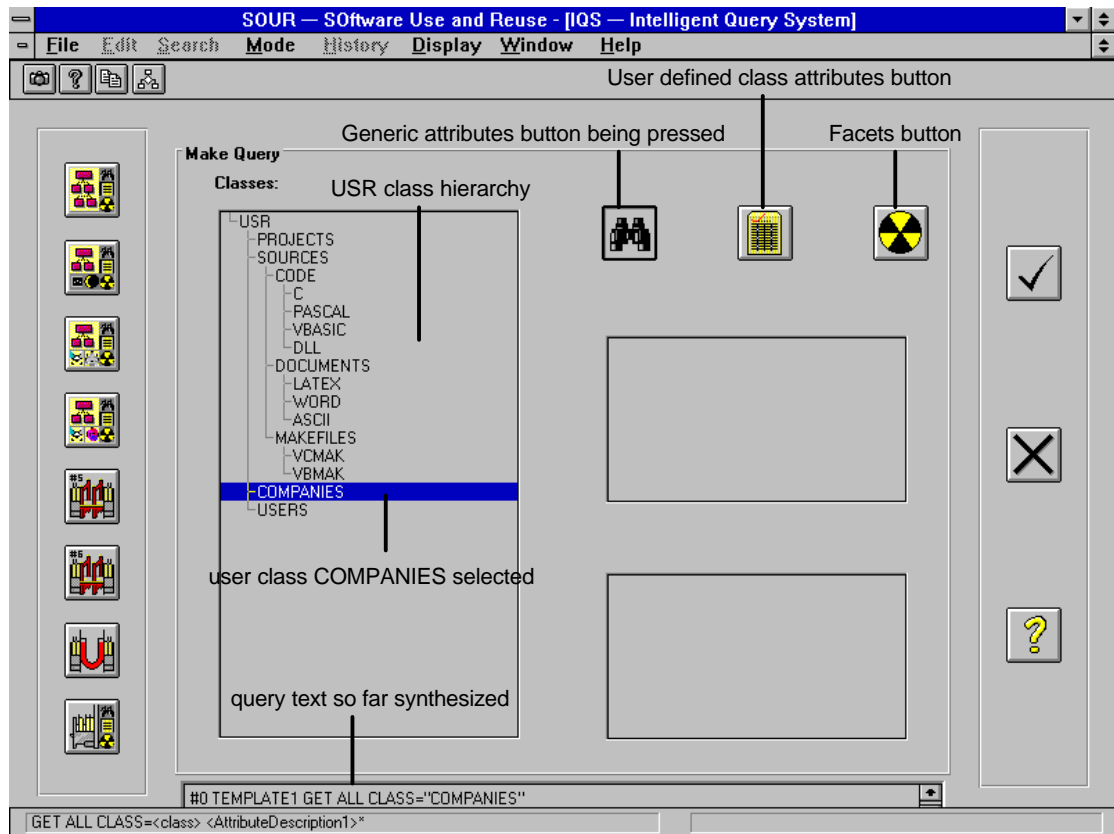 SOUR — SOftware Use and Reuse - [IQS — Intelligent Query System]
File Edit Search Mode History Display Window Help
User defined class attributes button
Generic attributes button being pressed
Facets button
Make Query
Classes:
USR class hierarchy
USR
PROJECTS
SOURCES
CODE
C
PASCAL
VBASIC
DLL
DOCUMENTS
LATEX
WORD
ASCII
MAKEFILES
VCMAK
VBMAK
COMPANIES
USERS
#5
#6
user class COMPANIES selected
query text so far synthesized
#0 TEMPLATE1 GET ALL CLASS="COMPANIES"
GET ALL CLASS=<class> <AttributeDescription1>*